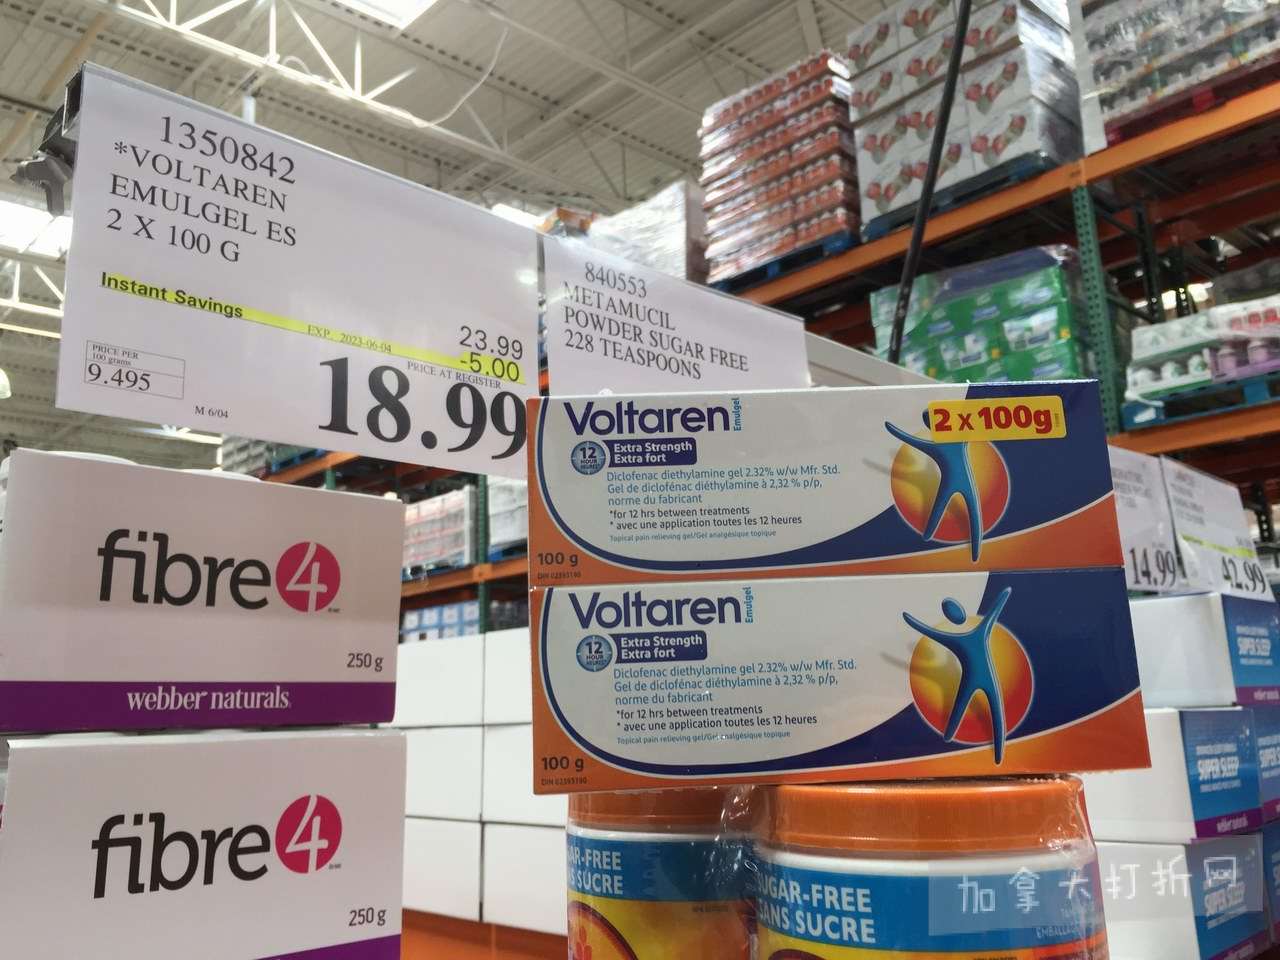 1350842
*VOLTAREN
EMULGEL ES
2 X 100 G
Instant Savings
EXP. 2023-06-04
23.99
-5.00
PRICE AT REGISTER
18.99
PRICE PER
100 grams
9.495
M 6/04
840553
METAMUCIL
POWDER SUGAR FREE
228 TEASPOONS
Voltaren Emulgel
2 x 100g
12 HOUR
Extra Strength
Extra fort
Diclofenac diethylamine gel 2.32% w/w Mfr. Std.
Gel de diclofénac diéthylamine à 2,32 % p/p,
norme du fabricant
*for 12 hrs between treatments
* avec une application toutes les 12 heures
Topical pain relieving gel/Gel analgésique topique
100 g
Voltaren Emulgel
12 HOUR
Extra Strength
Extra fort
Diclofenac diethylamine gel 2.32% w/w Mfr. Std.
Gel de diclofénac diéthylamine à 2,32 % p/p,
norme du fabricant
*for 12 hrs between treatments
* avec une application toutes les 12 heures
Topical pain relieving gel/Gel analgésique topique
100 g
fibre4
250 g
webber naturals
fibre4
250 g
AR-FREE
S SUCRE
UGAR-FREE
SANS SUCRE
14.99
42.99
SUPER SLEEP
webber naturals
SUPER SLEEP
webber naturals
加拿大打折网